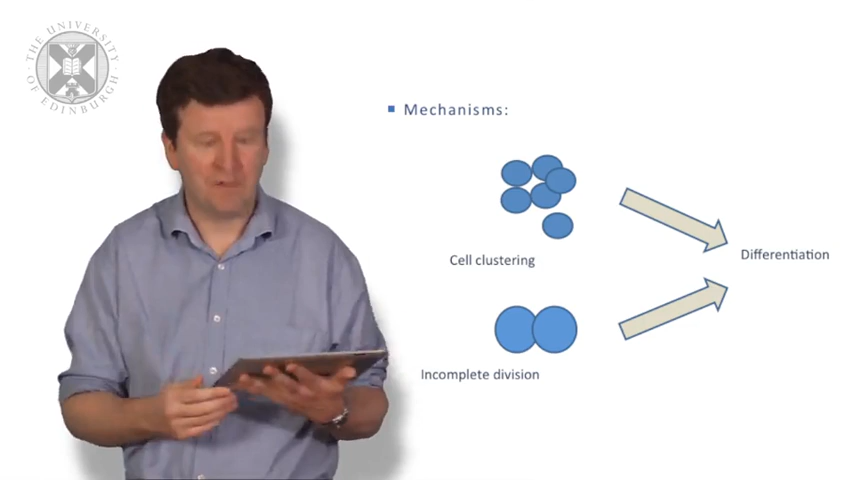 THE UNIVERSITY
OF EDINBURGH
Mechanisms:
Cell clustering
Differentiation
Incomplete division